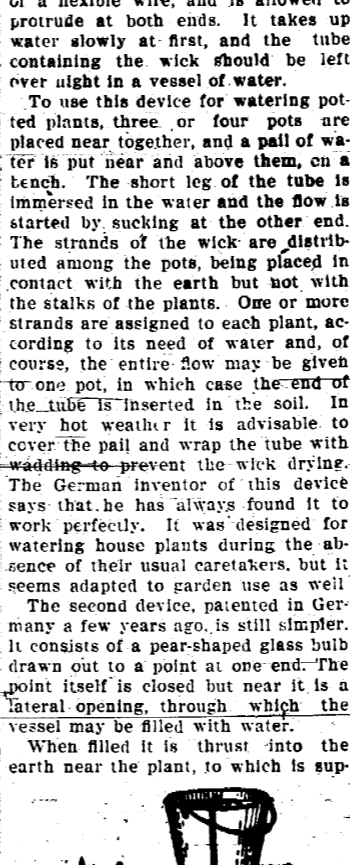 of a flexible wire, and is allowed to
protrude at both ends. It takes up
water slowly at first, and the tube
containing the wick should be left
over night in a vessel of water.
To use this device for watering pot-
ted plants, three or four pots are
placed near together, and a pail of wa-
ter is put near and above them, on a
bench. The short leg of the tube is
immersed in the water and the flow is
started by sucking at the other end.
The strands of the wick are distrib-
uted among the pots, being placed in
contact with the earth but not with
the stalks of the plants. One or more
strands are assigned to each plant, ac-
cording to its need of water and, of
course, the entire flow may be given
to one pot, in which case the end of
the tube is inserted in the soil. In
very hot weather it is advisable to
cover the pail and wrap the tube with
wadding to prevent the wick drying.
The German inventor of this device
says that he has always found it to
work perfectly. It was designed for
watering house plants during the ab-
sence of their usual caretakers, but it
seems adapted to garden use as well
The second device, patented in Ger-
many a few years ago, is still simpler.
It consists of a pear-shaped glass bulb
drawn out to a point at one end. The
point itself is closed but near it is a
lateral opening, through which the
vessel may be filled with water.
When filled it is thrust into the
earth near the plant, to which is sup-